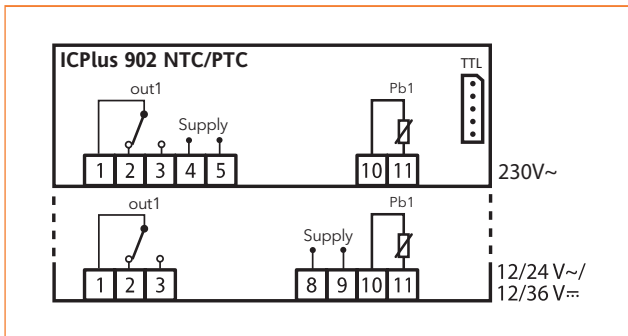 ICPlus 902 NTC/PTC
TTL
out1
Pb1
Supply
1 2 3 4 5 10 11
230V~
out1
Pb1
Supply
1 2 3 8 9 10 11
12/24 V~/
12/36 V⎓